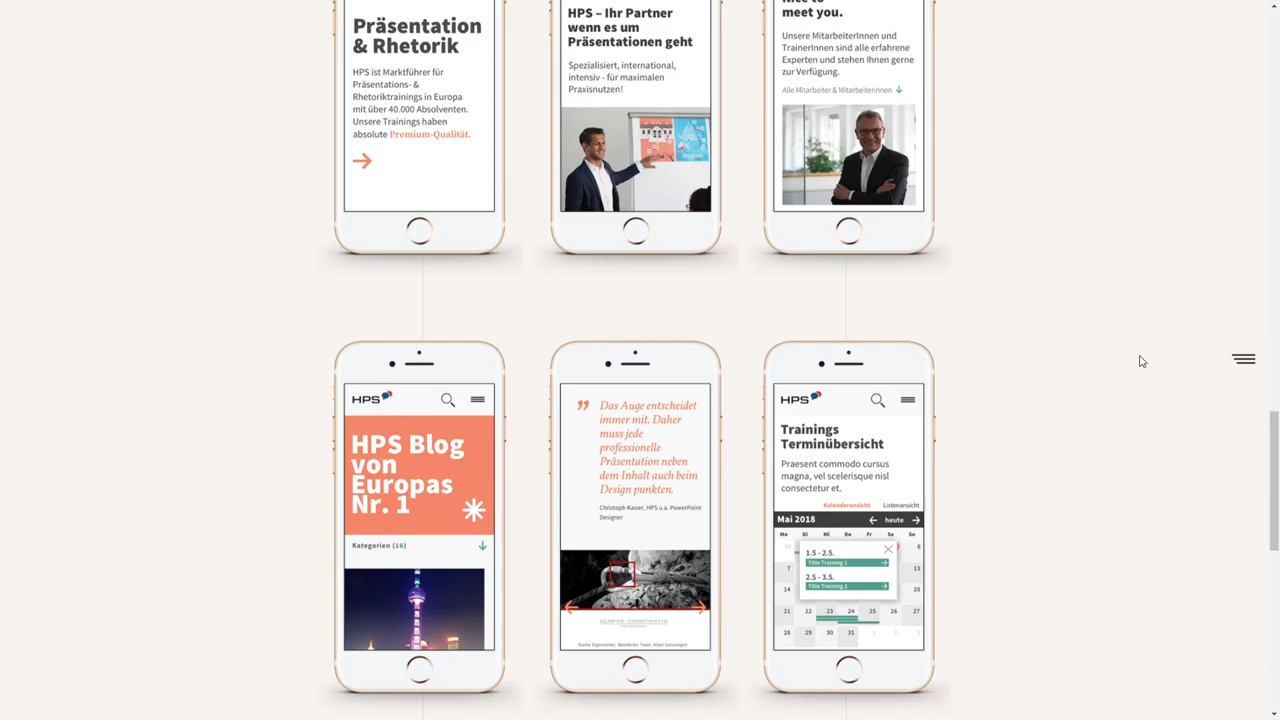 Präsentation
& Rhetorik
HPS ist Marktführer für
Präsentations- &
Rhetoriktrainings in Europa
mit über 40.000 Absolventen.
Unsere Trainings haben
absolute Premium-Qualität.
HPS – Ihr Partner
wenn es um
Präsentationen geht
Spezialisiert, international,
intensiv - für maximalen
Praxisnutzen!
meet you.
Unsere MitarbeiterInnen und
TrainerInnen sind alle erfahrene
Experten und stehen Ihnen gerne
zur Verfügung.
Alle Mitarbeiter & Mitarbeiterinnen
HPS
HPS Blog
von
Europas
Nr. 1
Kategorien (16)
” Das Auge entscheidet
immer mit. Daher
muss jede
professionelle
Präsentation neben
dem Inhalt auch beim
Design punkten.
Christoph Kaiser, HPS u.a. PowerPoint
Designer
HPS
Trainings
Terminübersicht
Praesent commodo cursus
magna, vel scelerisque nisl
consectetur et.
Kalenderansicht Listenansicht
Mai 2018 heute
Mo Di Mi Do Fr Sa So
1.5 - 2.5.
Title Training 1
2.5 - 3.5.
Title Training 2
6
7 13
14 20
21 22 23 24 25 26 27
28 29 30 31 1 2 3